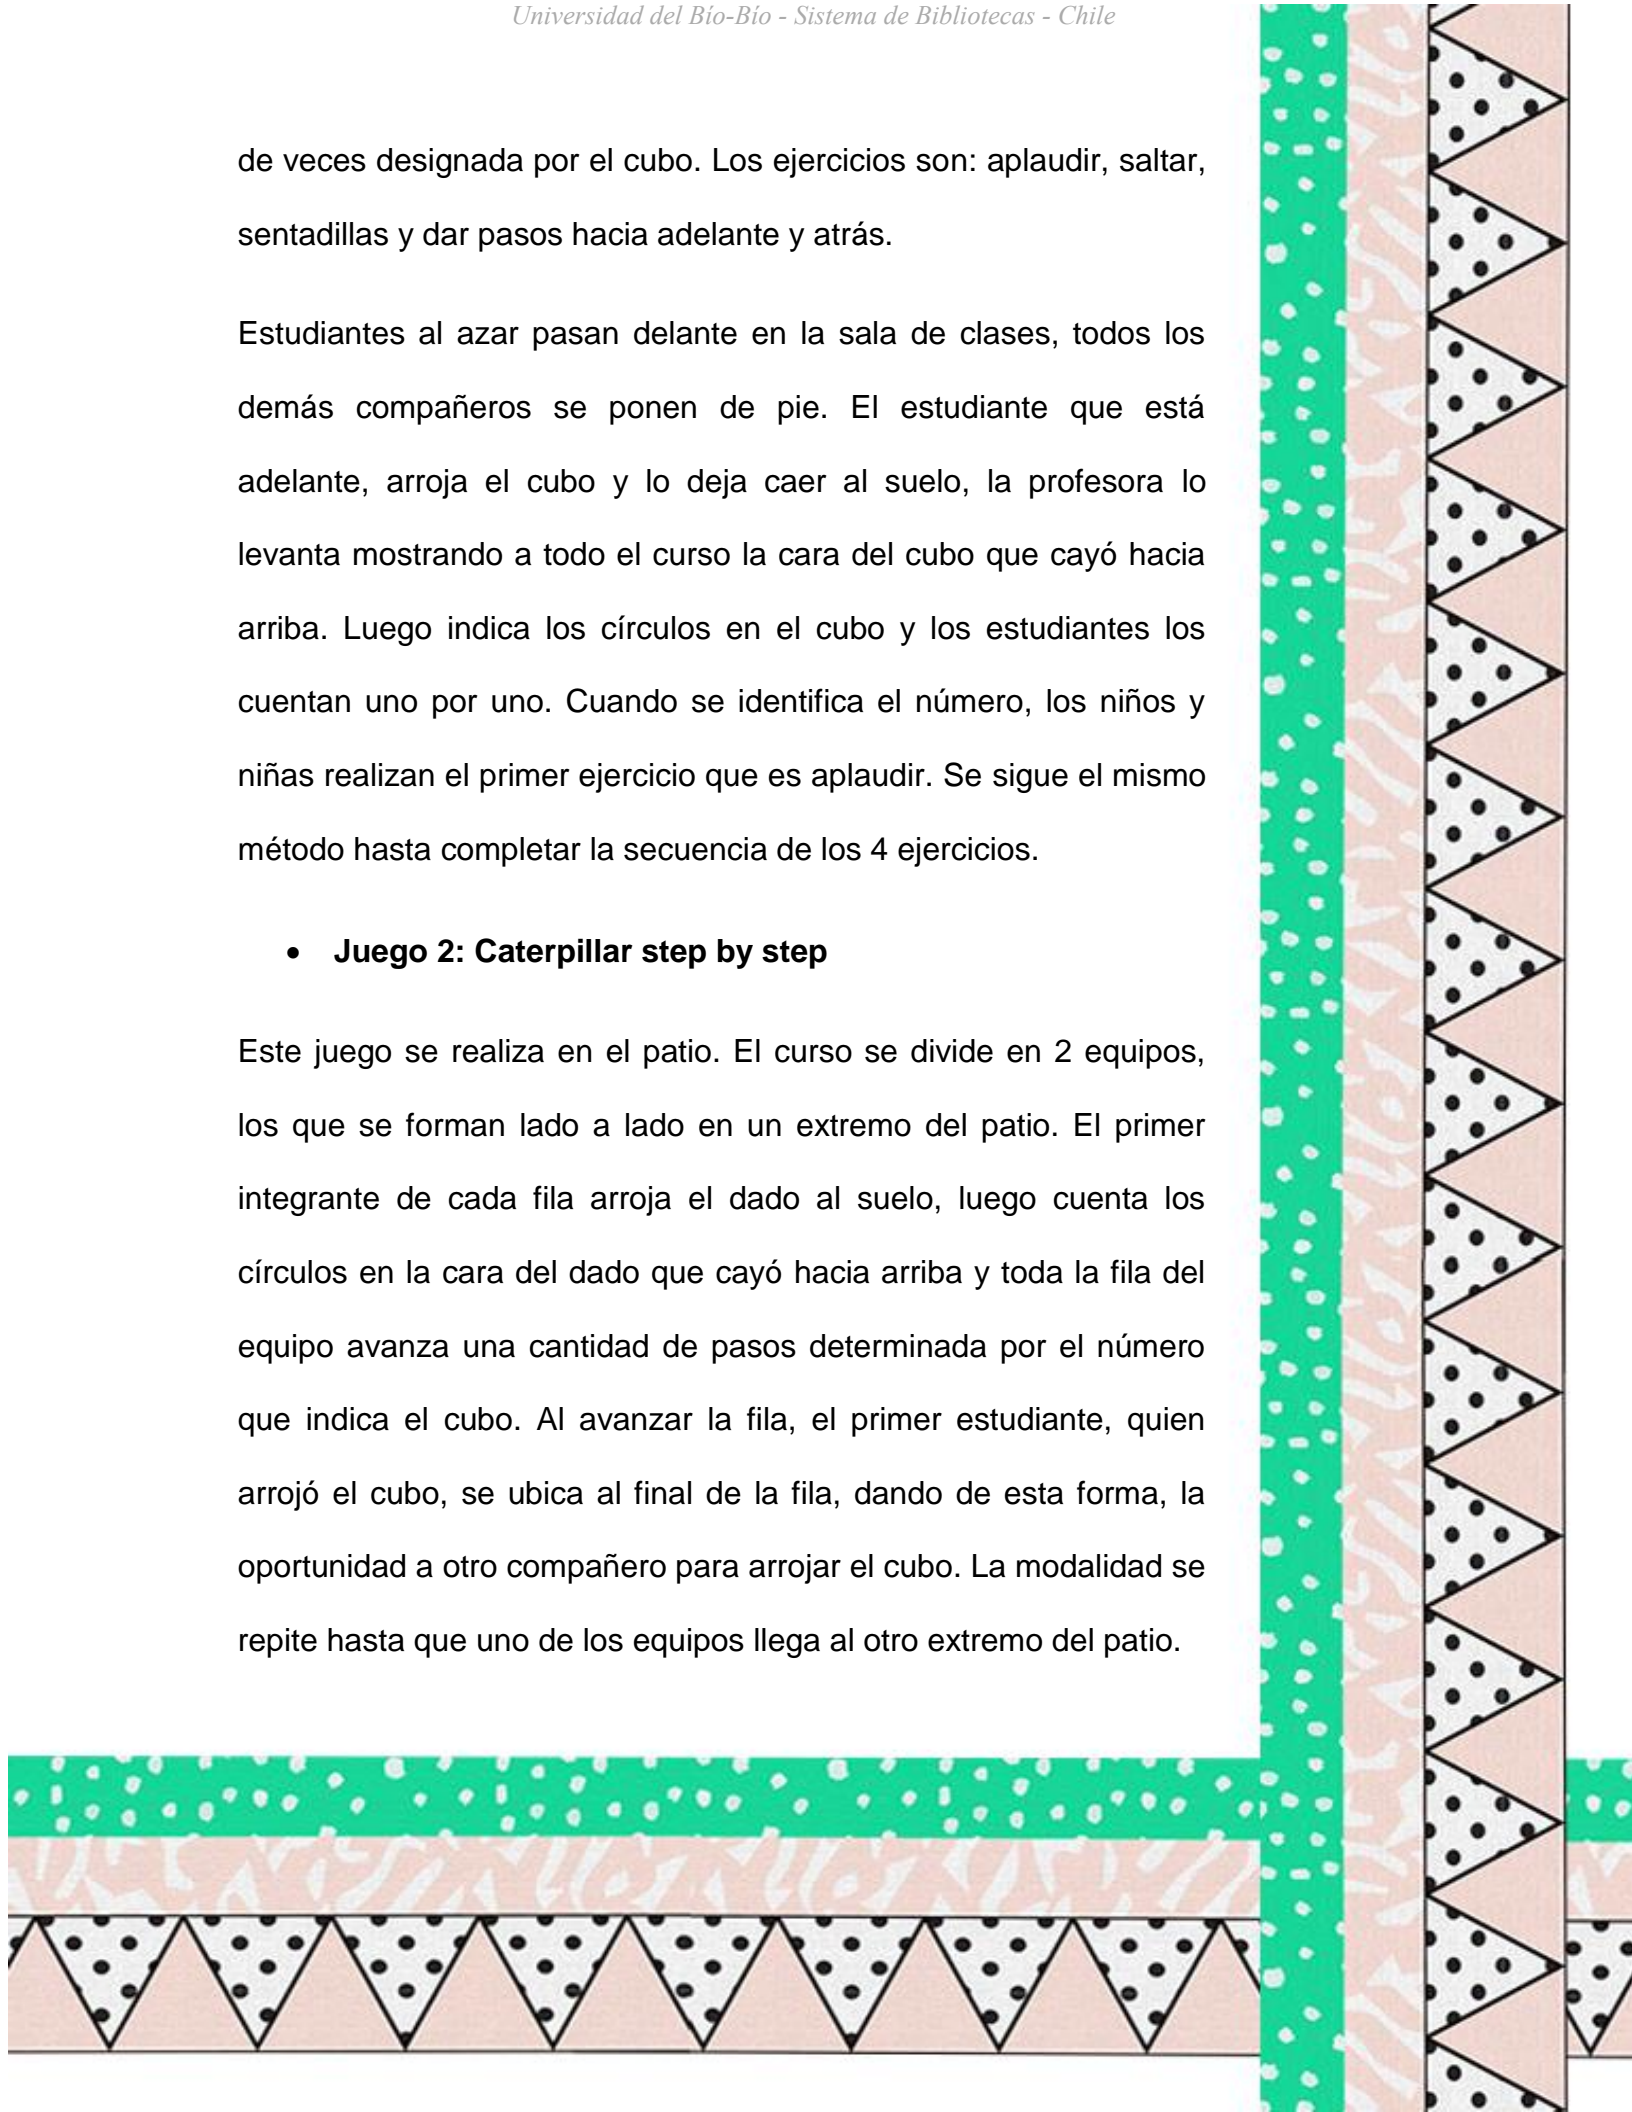 Universidad del Bío-Bío - Sistema de Bibliotecas - Chile
de veces designada por el cubo. Los ejercicios son: aplaudir, saltar,
sentadillas y dar pasos hacia adelante y atrás.
Estudiantes al azar pasan delante en la sala de clases, todos los
demás compañeros se ponen de pie. El estudiante que está
adelante, arroja el cubo y lo deja caer al suelo, la profesora lo
levanta mostrando a todo el curso la cara del cubo que cayó hacia
arriba. Luego indica los círculos en el cubo y los estudiantes los
cuentan uno por uno. Cuando se identifica el número, los niños y
niñas realizan el primer ejercicio que es aplaudir. Se sigue el mismo
método hasta completar la secuencia de los 4 ejercicios.
• Juego 2: Caterpillar step by step
Este juego se realiza en el patio. El curso se divide en 2 equipos,
los que se forman lado a lado en un extremo del patio. El primer
integrante de cada fila arroja el dado al suelo, luego cuenta los
círculos en la cara del dado que cayó hacia arriba y toda la fila del
equipo avanza una cantidad de pasos determinada por el número
que indica el cubo. Al avanzar la fila, el primer estudiante, quien
arrojó el cubo, se ubica al final de la fila, dando de esta forma, la
oportunidad a otro compañero para arrojar el cubo. La modalidad se
repite hasta que uno de los equipos llega al otro extremo del patio.